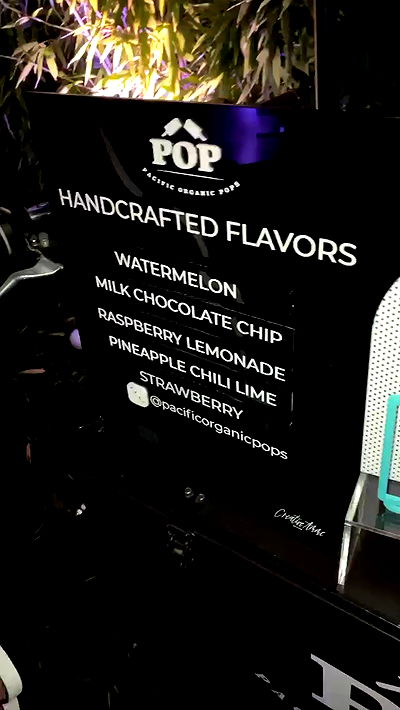 POP
PACIFIC ORGANIC POPS
HANDCRAFTED FLAVORS
WATERMELON
MILK CHOCOLATE CHIP
RASPBERRY LEMONADE
PINEAPPLE CHILI LIME
STRAWBERRY
@pacificorganicpops